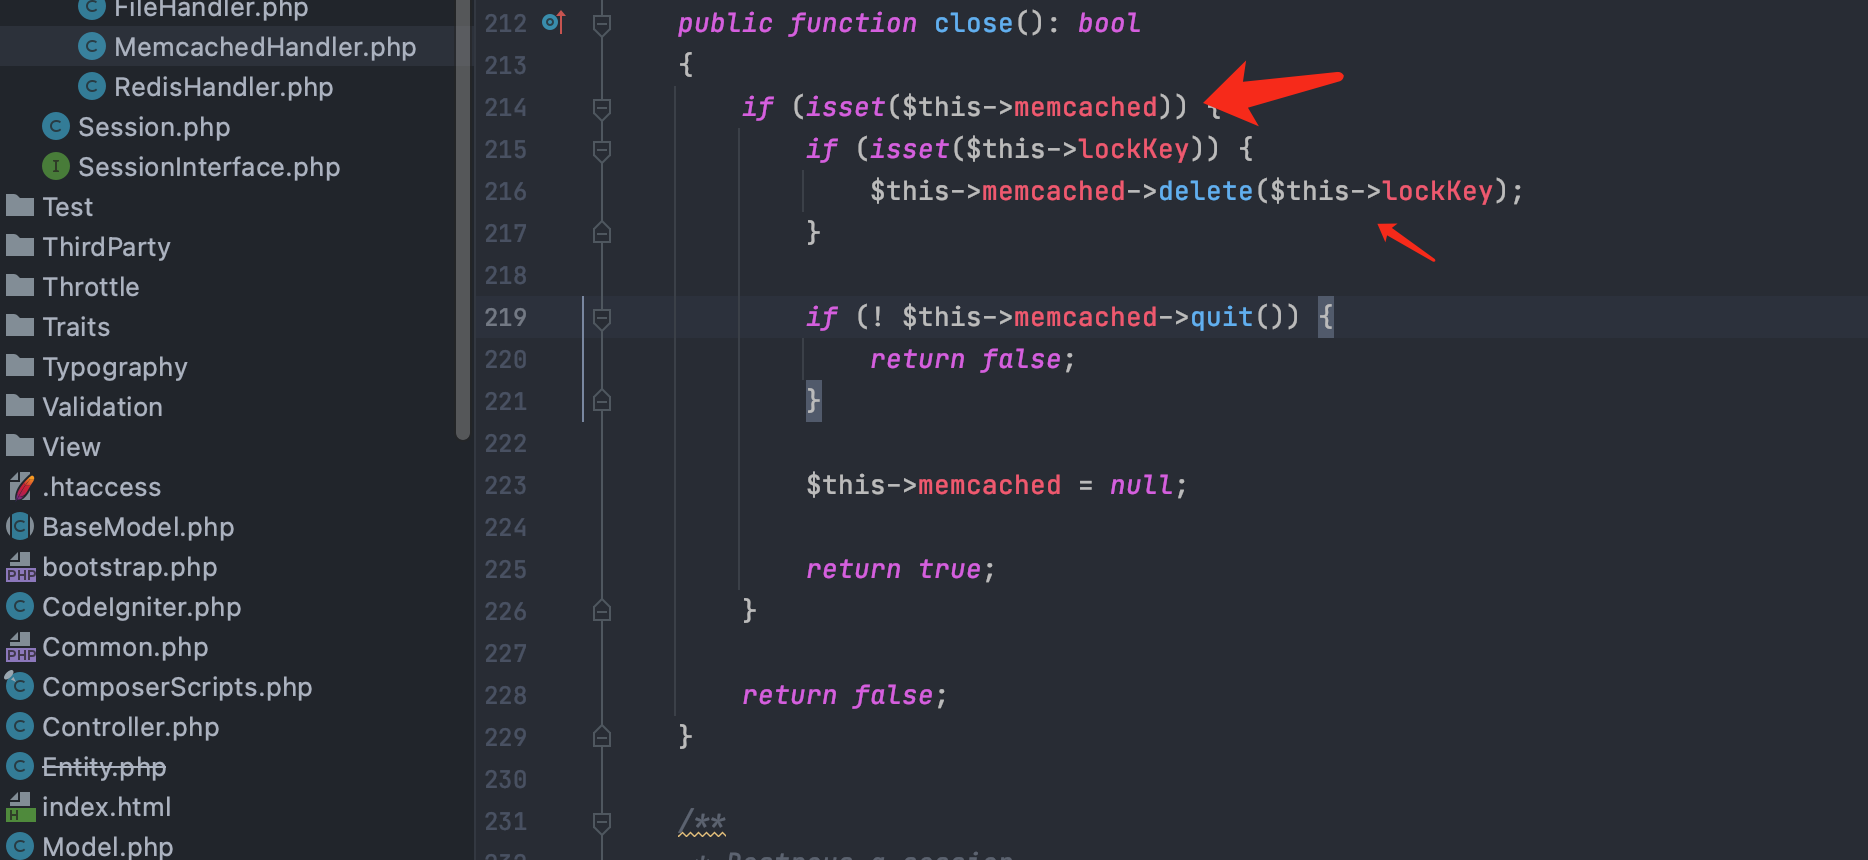 FileHandler.php
MemcachedHandler.php
RedisHandler.php
Session.php
SessionInterface.php
Test
ThirdParty
Throttle
Traits
Typography
Validation
View
.htaccess
BaseModel.php
bootstrap.php
CodeIgniter.php
Common.php
ComposerScripts.php
Controller.php
Entity.php
index.html
Model.php
212 public function close(): bool
213 {
214 if (isset($this->memcached)) {
215 if (isset($this->lockKey)) {
216 $this->memcached->delete($this->lockKey);
217 }
218
219 if (! $this->memcached->quit()) {
220 return false;
221 }
222
223 $this->memcached = null;
224
225 return true;
226 }
227
228 return false;
229 }
230
231 /**